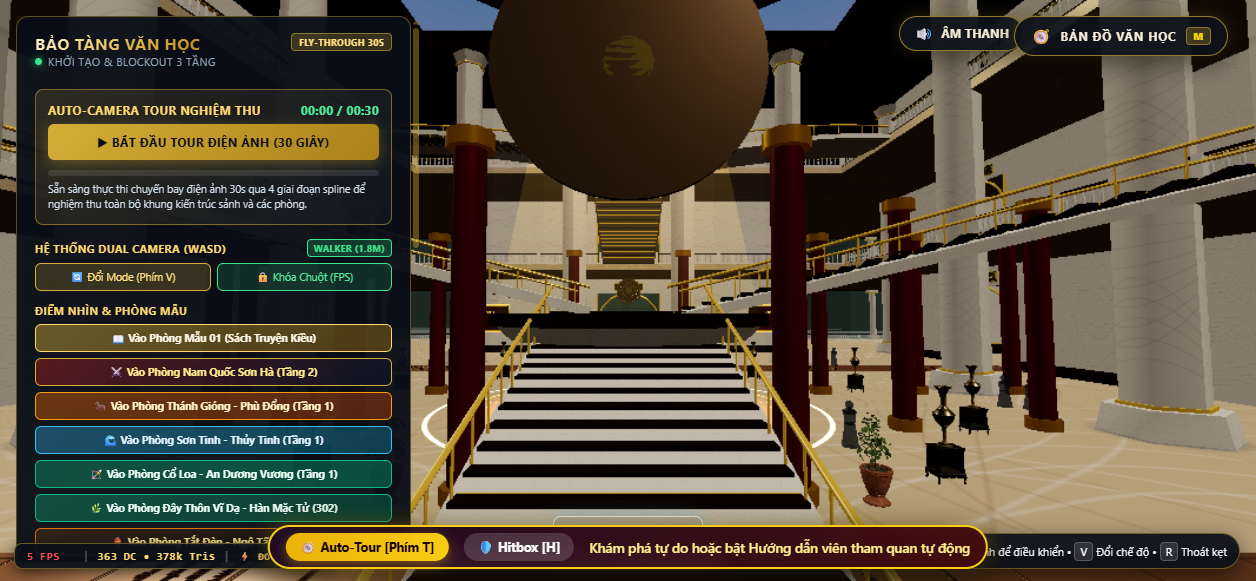 BẢO TÀNG VĂN HỌC
FLY-THROUGH 30S
KHỞI TẠO & BLOCKOUT 3 TẦNG
AUTO-CAMERA TOUR NGHIỆM THU
00:00 / 00:30
▶ BẮT ĐẦU TOUR ĐIỆN ẢNH (30 GIÂY)
Sẵn sàng thực thi chuyến bay điện ảnh 30s qua 4 giai đoạn spline để
nghiệm thu toàn bộ khung kiến trúc sảnh và các phòng.
HỆ THỐNG DUAL CAMERA (WASD)
WALKER (1.8M)
Đổi Mode (Phím V)
Khóa Chuột (FPS)
ĐIỂM NHÌN & PHÒNG MẪU
Vào Phòng Mẫu 01 (Sách Truyện Kiều)
Vào Phòng Nam Quốc Sơn Hà (Tầng 2)
Vào Phòng Thánh Gióng - Phù Đổng (Tầng 1)
Vào Phòng Sơn Tinh - Thủy Tinh (Tầng 1)
Vào Phòng Cổ Loa - An Dương Vương (Tầng 1)
Vào Phòng Đây Thôn Vĩ Dạ - Hàn Mặc Tử (302)
Vào Phòng Tắt Đèn - Ngô
ÂM THANH
BẢN ĐỒ VĂN HỌC M
5 FPS | 363 DC • 378k Tris |
Auto-Tour [Phím T]
Hitbox [H]
Khám phá tự do hoặc bật Hướng dẫn viên tham quan tự động
để điều khiển • V Đổi chế độ • R Thoát kẹt